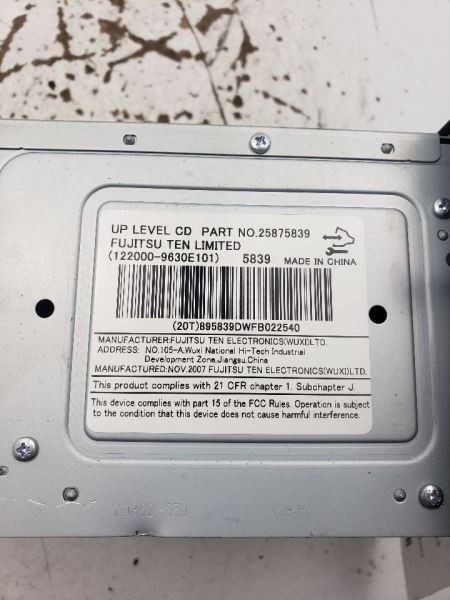 UP LEVEL CD PART NO.25875839
FUJITSU TEN LIMITED
(122000-9630E101) 5839 MADE IN CHINA
(20T)895839DWFB022540
MANUFACTURER:FUJITSU TEN ELECTRONICS(WUXI)LTD.
ADDRESS: NO.105-A,Wuxi National Hi-Tech Industrial
Development Zone,Jiangsu,China
MANUFACTURED:NOV.2007 FUJITSU TEN ELECTRONICS(WUXI)LTD.
This product complies with 21 CFR chapter 1. Subchapter J.
This device complies with part 15 of the FCC Rules. Operation is subject
to the condition that this device does not cause harmful interference.